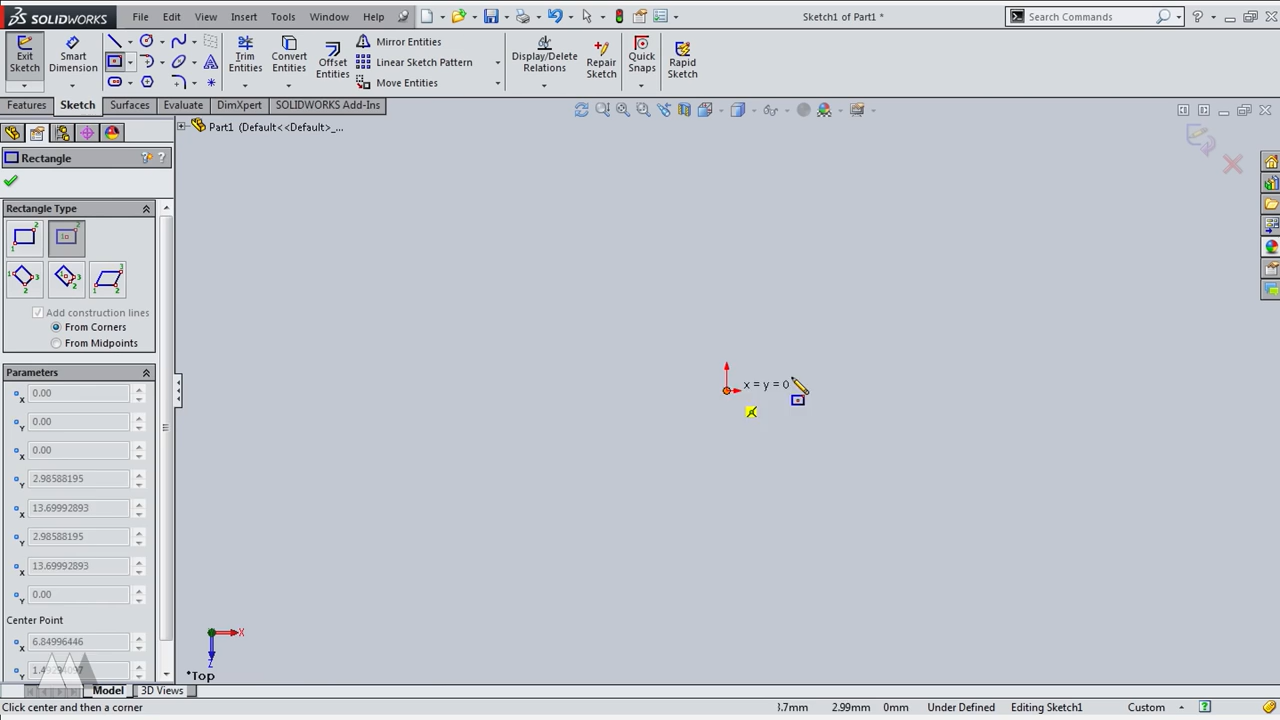 SOLIDWORKS File Edit View Insert Tools Window Help Sketch1 of Part1 * Search Commands
Exit Sketch
Smart Dimension
Trim Entities
Convert Entities
Offset Entities
Mirror Entities
Linear Sketch Pattern
Move Entities
Display/Delete Relations
Repair Sketch
Quick Snaps
Rapid Sketch
Features Sketch Surfaces Evaluate DimXpert SOLIDWORKS Add-Ins
Part1 (Default<<Default>_...
Rectangle
Rectangle Type
Add construction lines
From Corners
From Midpoints
Parameters
0.00
0.00
0.00
2.98588195
13.69992893
2.98588195
13.69992893
0.00
Center Point
6.84996446
x = y = 0
X
Z
*Top
Model 3D Views
Click center and then a corner 3.7mm 2.99mm 0mm Under Defined Editing Sketch1 Custom